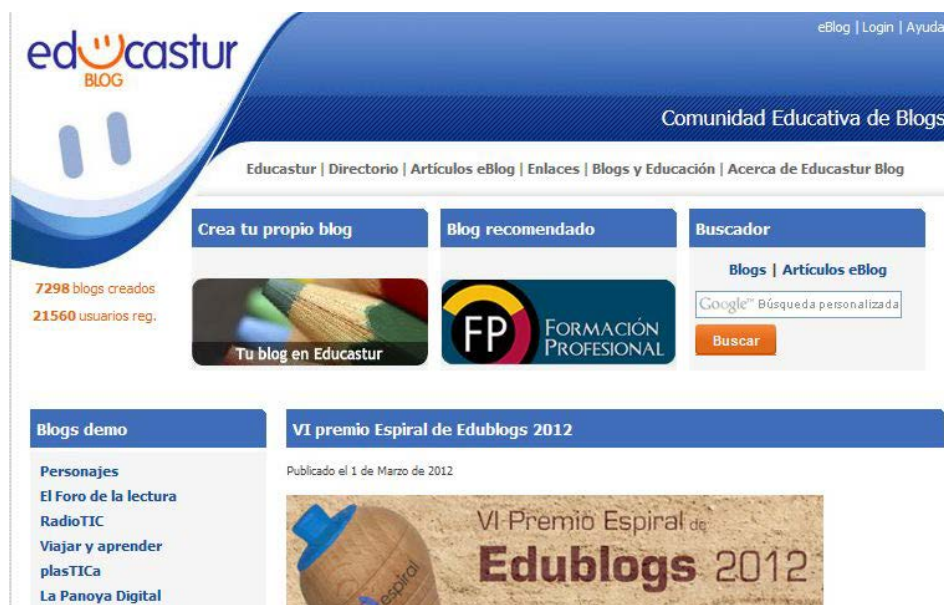 educastur
BLOG
eBlog | Login | Ayuda
Comunidad Educativa de Blogs
Educastur | Directorio | Artículos eBlog | Enlaces | Blogs y Educación | Acerca de Educastur Blog
7298 blogs creados
21560 usuarios reg.
Crea tu propio blog
Tu blog en Educastur
Blog recomendado
FP
FORMACIÓN
PROFESIONAL
Buscador
Blogs | Artículos eBlog
Google™ Búsqueda personalizada
Buscar
Blogs demo
Personajes
El Foro de la lectura
RadioTIC
Viajar y aprender
plasTICa
La Panoya Digital
VI premio Espiral de Edublogs 2012
Publicado el 1 de Marzo de 2012
espiral
VI Premio Espiral de
Edublogs 2012